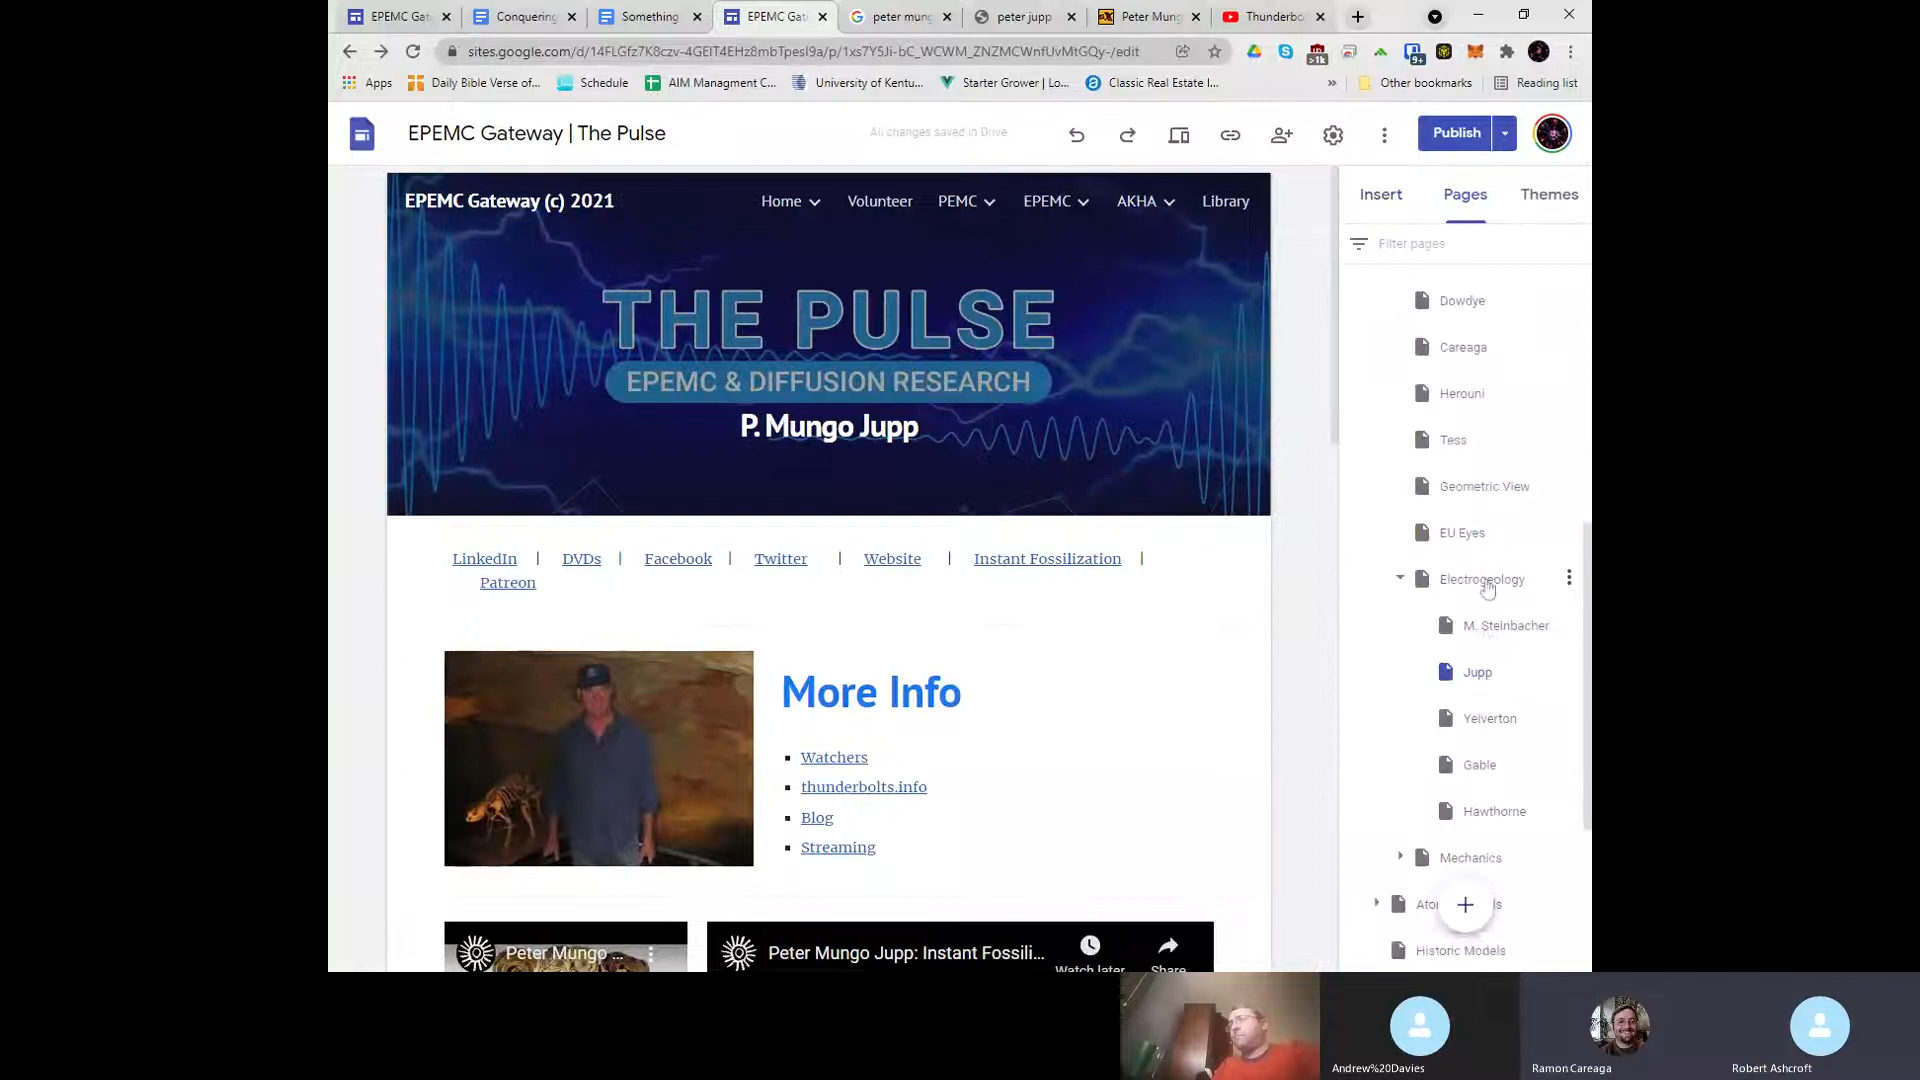 EPEMC Gat
Conquering
Something
EPEMC Gat
peter mung
peter jupp
Peter Mung
Thunderbo
sites.google.com/d/14FLGfz7K8czv-4GEIT4EHz8mbTpesI9a/p/1xs7Y5Ji-bC_WCWM_ZNZMCWnfUvMtGQy-/edit
>1k
9+
Apps
Daily Bible Verse of...
Schedule
AIM Managment C...
University of Kentu...
Starter Grower | Lo...
Classic Real Estate I...
»
Other bookmarks
Reading list
EPEMC Gateway | The Pulse
All changes saved in Drive
Publish
EPEMC Gateway (c) 2021
Home
Volunteer
PEMC
EPEMC
AKHA
Library
THE PULSE
EPEMC & DIFFUSION RESEARCH
P. Mungo Jupp
LinkedIn | DVDs | Facebook | Twitter | Website | Instant Fossilization |
Patreon
More Info
Watchers
thunderbolts.info
Blog
Streaming
Peter Mungo ...
Peter Mungo Jupp: Instant Fossili...
Watch later
Share
Insert
Pages
Themes
Filter pages
Dowdye
Careaga
Herouni
Tess
Geometric View
EU Eyes
Electrogeology
M. Steinbacher
Jupp
Yelverton
Gable
Hawthorne
Mechanics
Historic Models
Andrew%20Davies
Ramon Careaga
Robert Ashcroft